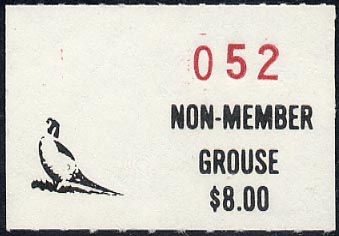 052
NON-MEMBER
GROUSE
$8.00